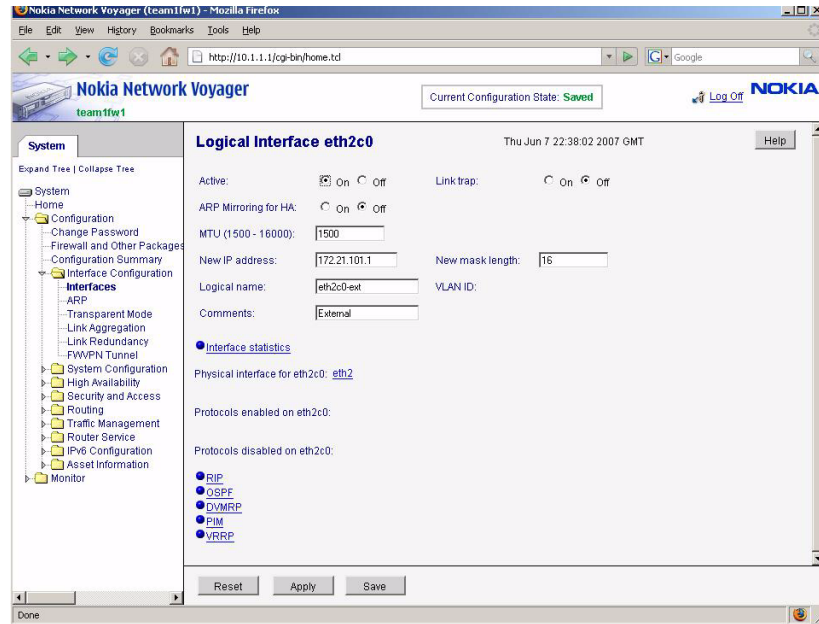 Nokia Network Voyager (team1fw1) - Mozilla Firefox
File Edit View History Bookmarks Tools Help
http://10.1.1.1/cgi-bin/home.tcl
Google
Nokia Network Voyager
team1fw1
Current Configuration State: Saved
Log Off
NOKIA
System
Expand Tree | Collapse Tree
System
Home
Configuration
Change Password
Firewall and Other Packages
Configuration Summary
Interface Configuration
Interfaces
ARP
Transparent Mode
Link Aggregation
Link Redundancy
FWVPN Tunnel
System Configuration
High Availability
Security and Access
Routing
Traffic Management
Router Service
IPv6 Configuration
Asset Information
Monitor
Logical Interface eth2c0
Thu Jun 7 22:38:02 2007 GMT
Help
Active: On Off Link trap: On Off
ARP Mirroring for HA: On Off
MTU (1500 - 16000): 1500
New IP address: 172.21.101.1 New mask length: 16
Logical name: eth2c0-ext VLAN ID:
Comments: External
Interface statistics
Physical interface for eth2c0: eth2
Protocols enabled on eth2c0:
Protocols disabled on eth2c0:
RIP
OSPF
DVMRP
PIM
VRRP
Reset Apply Save
Done